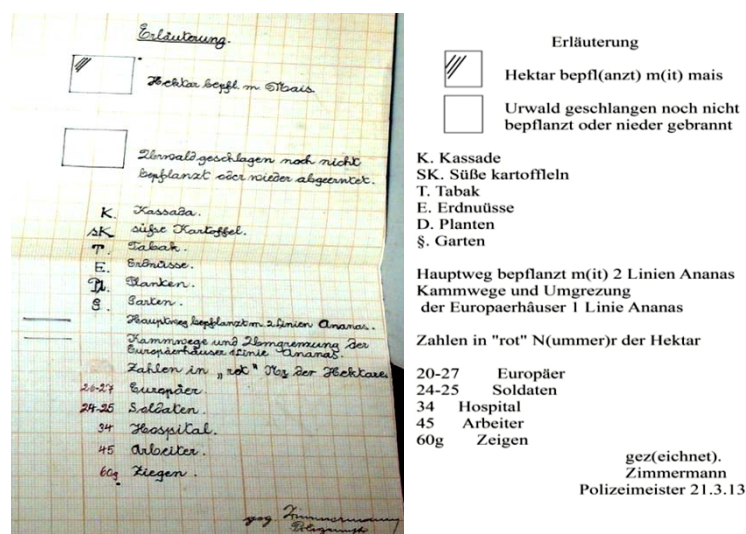 Erläuterung.
Hektar bepfl. m. Mais.
Urwald geschlagen noch nicht
bepflanzt oder wieder abgeerntet.
K. Kassada.
sK. süße Kartoffel.
T. Tabak.
E. Erdnüsse.
Pl. Planten.
G. Garten.
Hauptweg bepflanzt m. 2 Linien Ananas.
Kammwege und Umgrenzung der
Europäerhäuser 1 Linie Ananas.
Zahlen in „rot" Nr der Hektare.
26-27 Europäer.
24-25 Soldaten.
34 Hospital.
45 Arbeiter.
60g Ziegen.
gez Zimmermann
Erläuterung
Hektar bepfl(anzt) m(it) mais
Urwald geschlangen noch nicht
bepflanzt oder nieder gebrannt
K. Kassade
SK. Süße kartoffleln
T. Tabak
E. Erdnuüsse
D. Planten
§. Garten
Hauptweg bepflanzt m(it) 2 Linien Ananas
Kammwege und Umgrezung
der Europaerhâuser 1 Linie Ananas
Zahlen in "rot" N(ummer)r der Hektar
20-27 Europäer
24-25 Soldaten
34 Hospital
45 Arbeiter
60g Zeigen
gez(eichnet).
Zimmermann
Polizeimeister 21.3.13